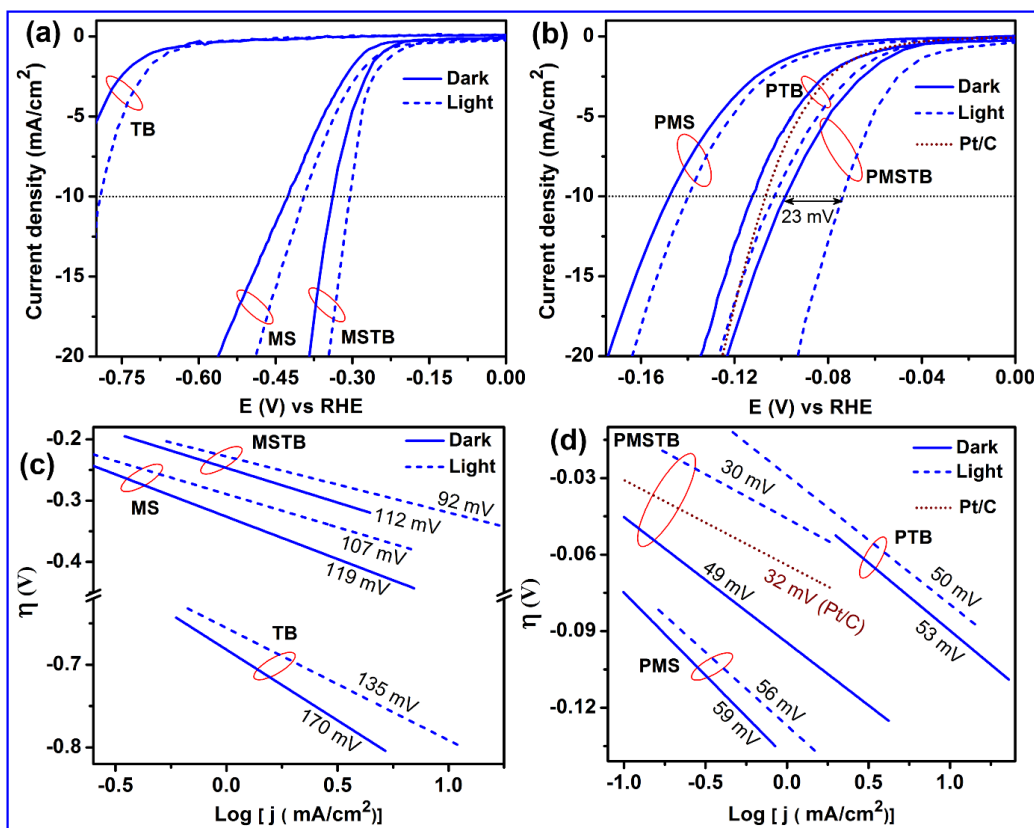 (a)
0
-5
-10
-15
-20
Current density (mA/cm²)
Dark
Light
TB
MS
MSTB
-0.75
-0.60
-0.45
-0.30
-0.15
0.00
E (V) vs RHE
(b)
0
-5
-10
-15
-20
Current density (mA/cm²)
Dark
Light
Pt/C
PTB
PMS
PMSTB
23 mV
-0.16
-0.12
-0.08
-0.04
0.00
E (V) vs RHE
(c)
-0.2
-0.3
-0.4
-0.7
-0.8
η (V)
Dark
Light
MSTB
MS
92 mV
112 mV
107 mV
119 mV
TB
135 mV
170 mV
-0.5
0.0
0.5
1.0
Log [ j ( mA/cm²)]
(d)
-0.03
-0.06
-0.09
-0.12
η (V)
PMSTB
Dark
Light
Pt/C
30 mV
PTB
49 mV
32 mV (Pt/C)
50 mV
53 mV
PMS
56 mV
59 mV
-1.0
-0.5
0.0
0.5
1.0
Log [ j ( mA/cm²)]